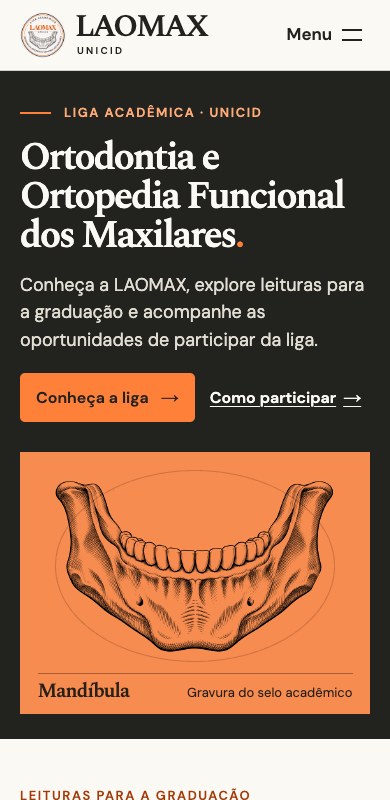 LAOMAX
LAOMAX
UNICID
Menu
LIGA ACADÊMICA · UNICID
Ortodontia e
Ortopedia Funcional
dos Maxilares.
Conheça a LAOMAX, explore leituras para
a graduação e acompanhe as
oportunidades de participar da liga.
Conheça a liga →
Como participar →
Mandíbula
Gravura do selo acadêmico
LEITURAS PARA A GRADUAÇÃO